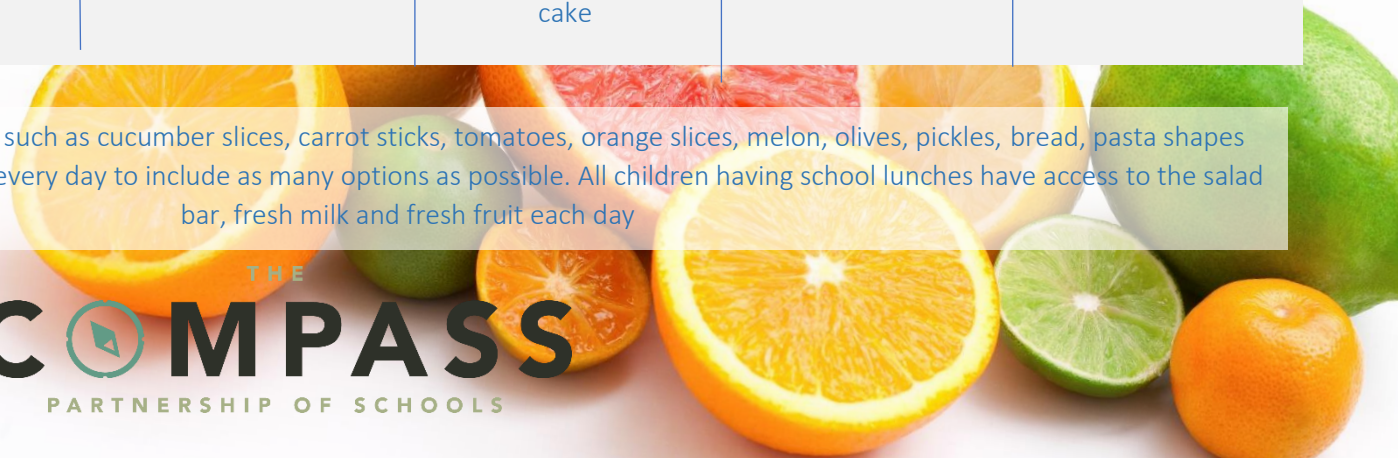 cake
such as cucumber slices, carrot sticks, tomatoes, orange slices, melon, olives, pickles, bread, pasta shapes
every day to include as many options as possible. All children having school lunches have access to the salad
bar, fresh milk and fresh fruit each day
THE
COMPASS
PARTNERSHIP OF SCHOOLS